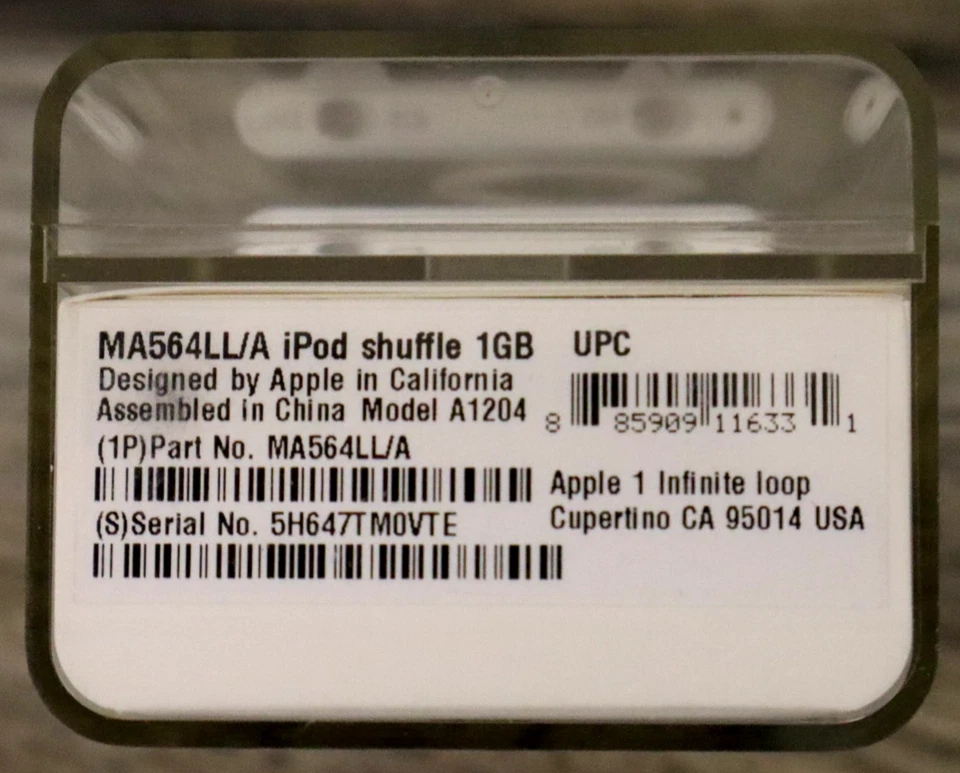 MA564LL/A iPod shuffle 1GB
Designed by Apple in California
Assembled in China Model A1204
(1P)Part No. MA564LL/A
(S)Serial No. 5H647TM0VTE
UPC
8 85909 11633 1
Apple 1 Infinite loop
Cupertino CA 95014 USA